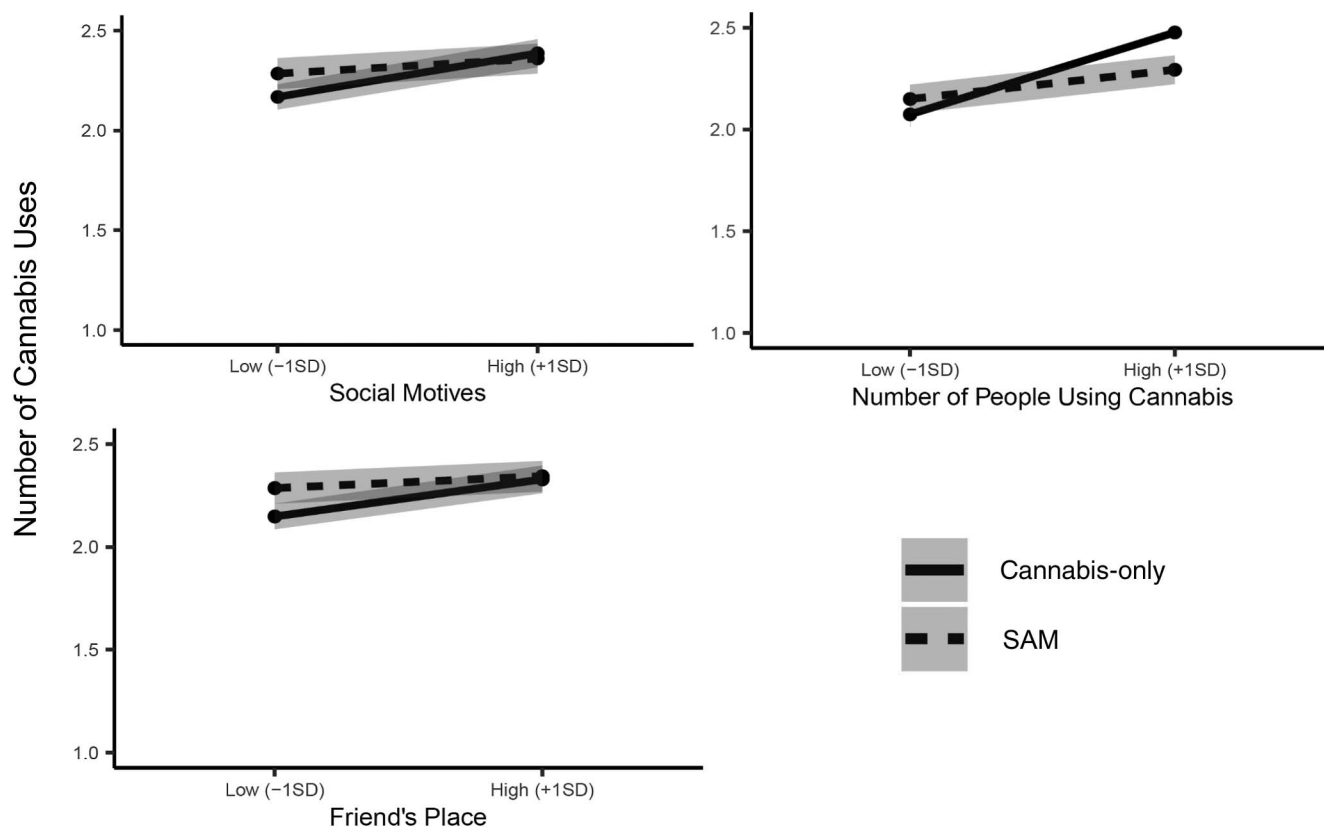 Number of Cannabis Uses
2.5
2.0
1.5
1.0
Low (−1SD)
High (+1SD)
Social Motives
2.5
2.0
1.5
1.0
Low (−1SD)
High (+1SD)
Number of People Using Cannabis
2.5
2.0
1.5
1.0
Low (−1SD)
High (+1SD)
Friend's Place
Cannabis-only
SAM